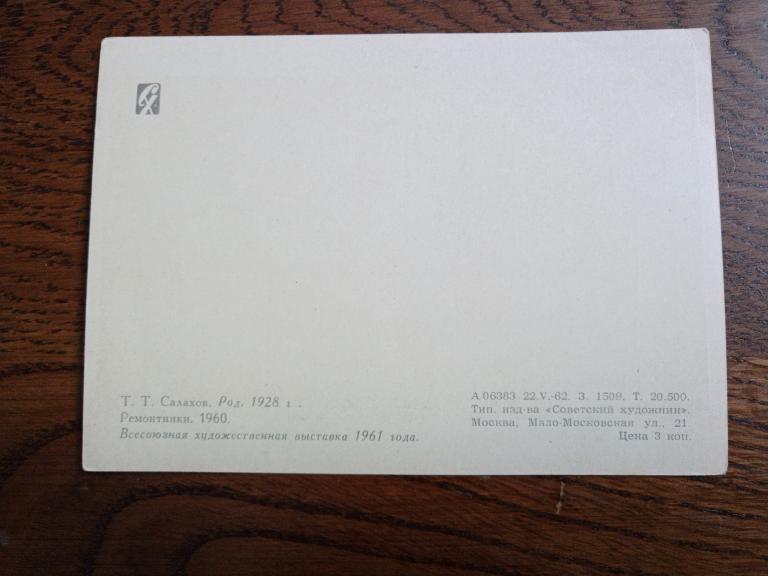 СХ
Т. Т. Салахов. Род. 1928 г.
Ремонтники. 1960.
Всесоюзная художественная выставка 1961 года.
А 06383 22.V.-62. З. 1509. Т. 20.500.
Тип. изд-ва «Советский художник».
Москва, Мало-Московская ул., 21
Цена 3 коп.